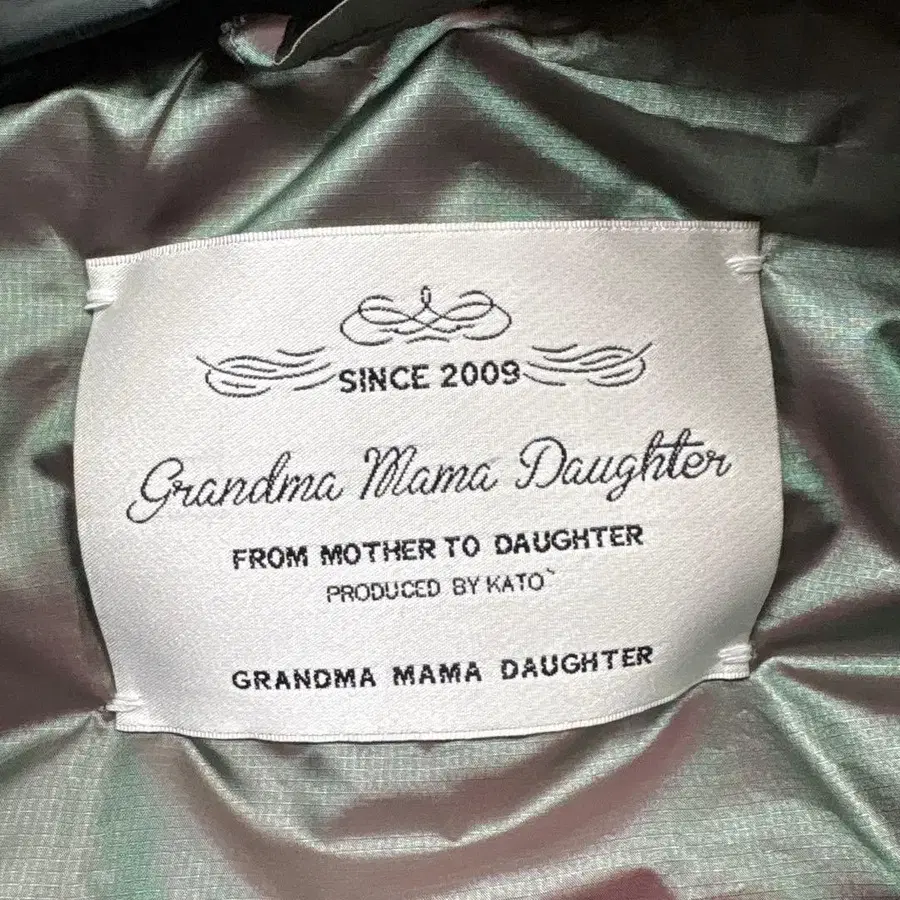 SINCE 2009
Grandma Mama Daughter
FROM MOTHER TO DAUGHTER
PRODUCED BY KATO`
GRANDMA MAMA DAUGHTER